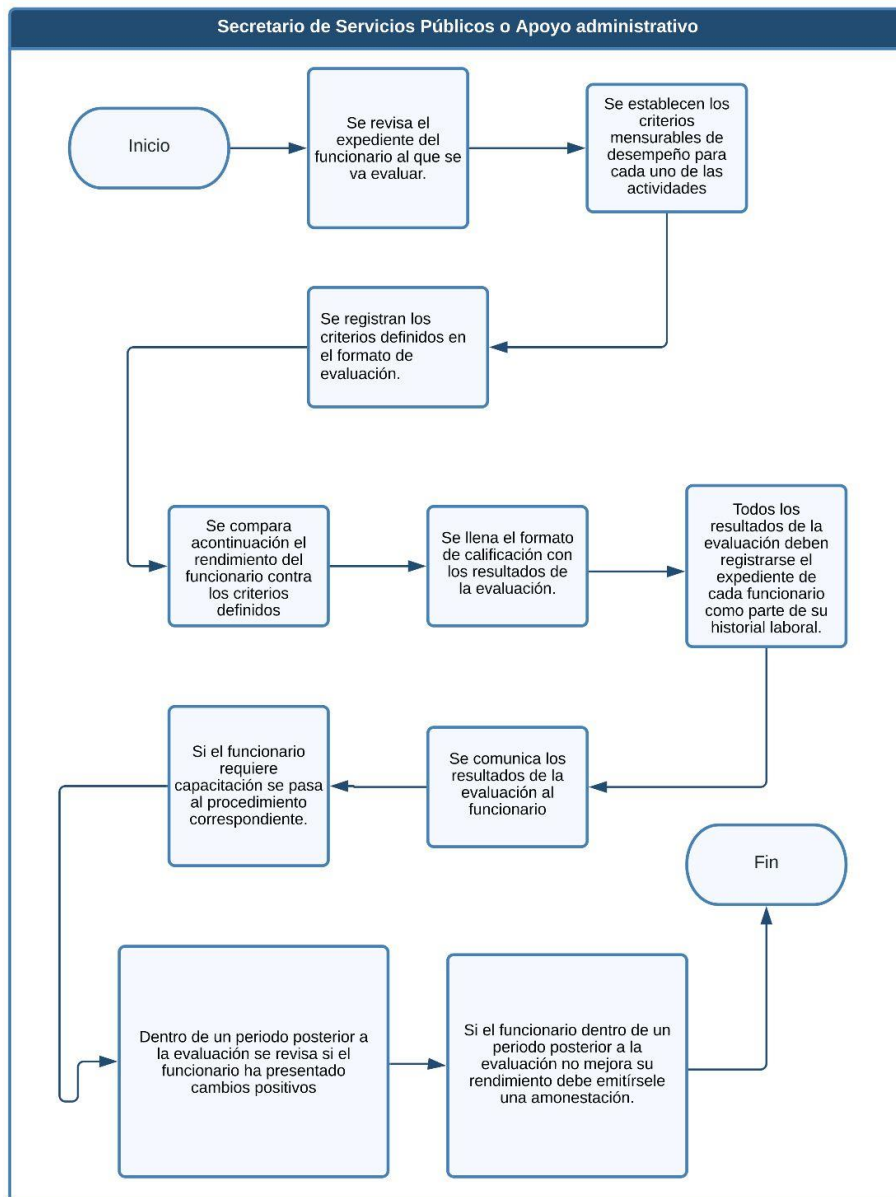 Secretario de Servicios Públicos o Apoyo administrativo
Inicio
Se revisa el
expediente del
funcionario al que se
va evaluar.
Se establecen los
criterios
mensurables de
desempeño para
cada uno de las
actividades
Se registran los
criterios definidos en
el formato de
evaluación.
Se compara
acontinuación el
rendimiento del
funcionario contra
los criterios
definidos
Se llena el formato
de calificación con
los resultados de
la evaluación.
Todos los
resultados de la
evaluación deben
registrarse el
expediente de
cada funcionario
como parte de su
historial laboral.
Se comunica los
resultados de la
evaluación al
funcionario
Si el funcionario
requiere
capacitación se pasa
al procedimiento
correspondiente.
Dentro de un periodo posterior a
la evaluación se revisa si el
funcionario ha presentado
cambios positivos
Si el funcionario dentro de un
periodo posterior a la
evaluación no mejora su
rendimiento debe emitírsele
una amonestación.
Fin